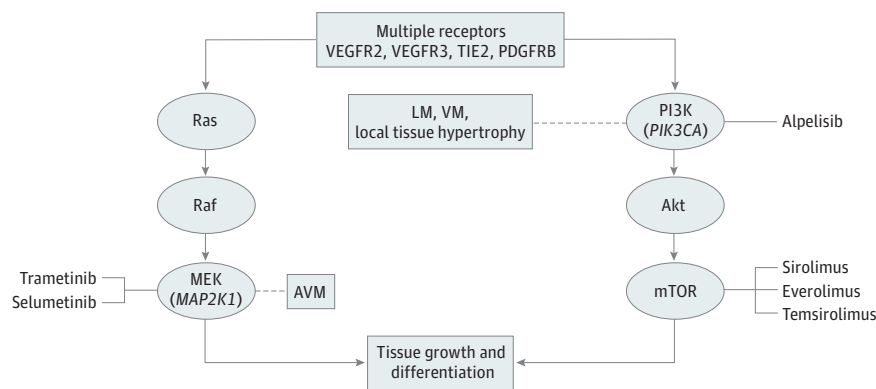 Multiple receptors
VEGFR2, VEGFR3, TIE2, PDGFRB
Ras
LM, VM,
local tissue hypertrophy
PI3K
(PIK3CA)
Alpelisib
Raf
Akt
Trametinib
Selumetinib
MEK
(MAP2K1)
AVM
mTOR
Sirolimus
Everolimus
Temsirolimus
Tissue growth and
differentiation